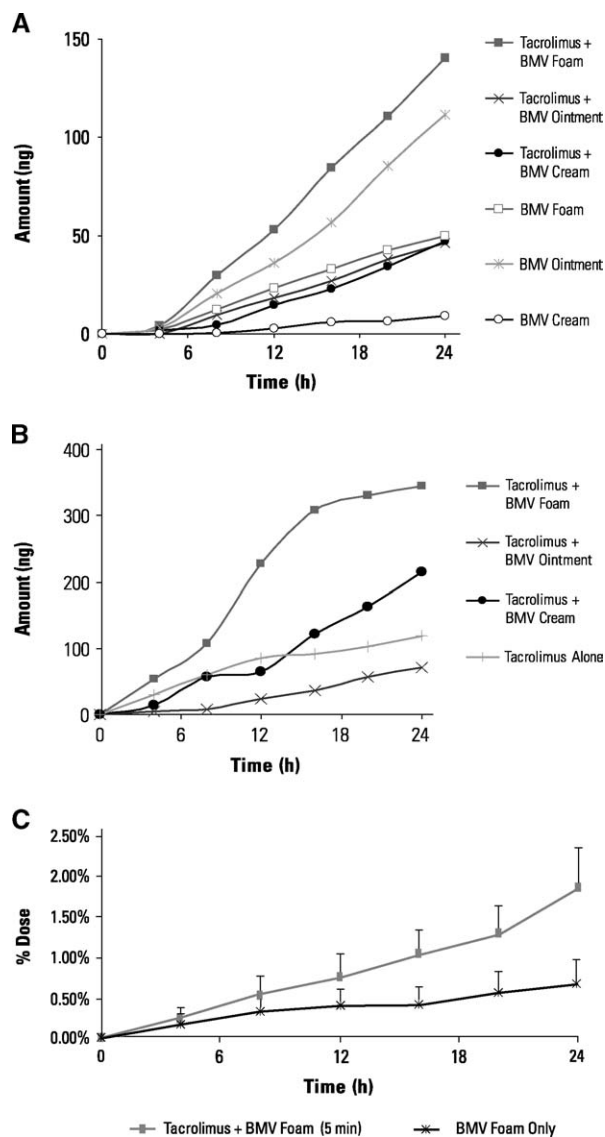 A
150
100
50
0
Amount (ng)
0 4 8 12 16 20 24
Time (h)
Tacrolimus +
BMV Foam
Tacrolimus +
BMV Ointment
Tacrolimus +
BMV Cream
BMV Foam
BMV Ointment
BMV Cream
B
400
300
200
100
0
Amount (ng)
0 6 12 18 24
Time (h)
Tacrolimus +
BMV Foam
Tacrolimus +
BMV Ointment
Tacrolimus +
BMV Cream
Tacrolimus Alone
C
2.50%
2.00%
1.50%
1.00%
0.50%
0.00%
% Dose
0 6 12 18 24
Time (h)
Tacrolimus + BMV Foam (5 min) BMV Foam Only